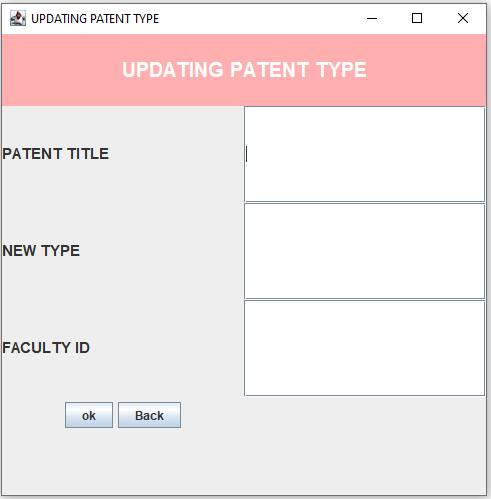 UPDATING PATENT TYPE
UPDATING PATENT TYPE
PATENT TITLE
NEW TYPE
FACULTY ID
ok Back